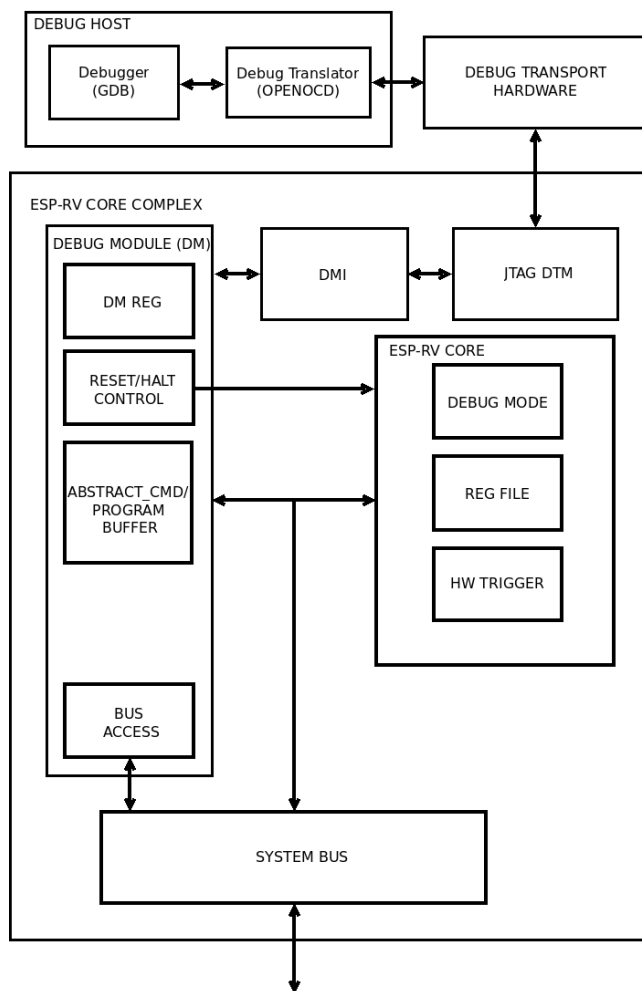 DEBUG HOST
Debugger
(GDB)
Debug Translator
(OPENOCD)
DEBUG TRANSPORT
HARDWARE
ESP-RV CORE COMPLEX
DEBUG MODULE (DM)
DM REG
RESET/HALT
CONTROL
ABSTRACT_CMD/
PROGRAM
BUFFER
BUS
ACCESS
DMI
JTAG DTM
ESP-RV CORE
DEBUG MODE
REG FILE
HW TRIGGER
SYSTEM BUS